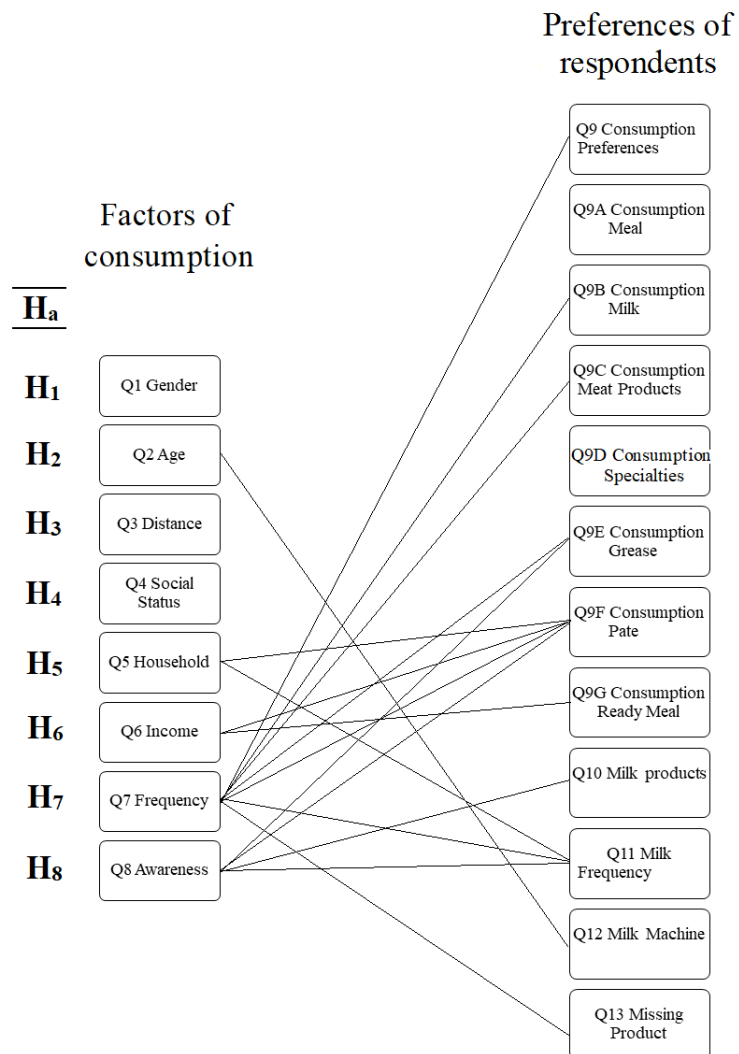 Preferences of
respondents
Factors of
consumption
Hₐ
H₁
Q1 Gender
H₂
Q2 Age
H₃
Q3 Distance
H₄
Q4 Social
Status
H₅
Q5 Household
H₆
Q6 Income
H₇
Q7 Frequency
H₈
Q8 Awareness
Q9 Consumption
Preferences
Q9A Consumption
Meal
Q9B Consumption
Milk
Q9C Consumption
Meat Products
Q9D Consumption
Specialties
Q9E Consumption
Grease
Q9F Consumption
Pate
Q9G Consumption
Ready Meal
Q10 Milk products
Q11 Milk
Frequency
Q12 Milk Machine
Q13 Missing
Product